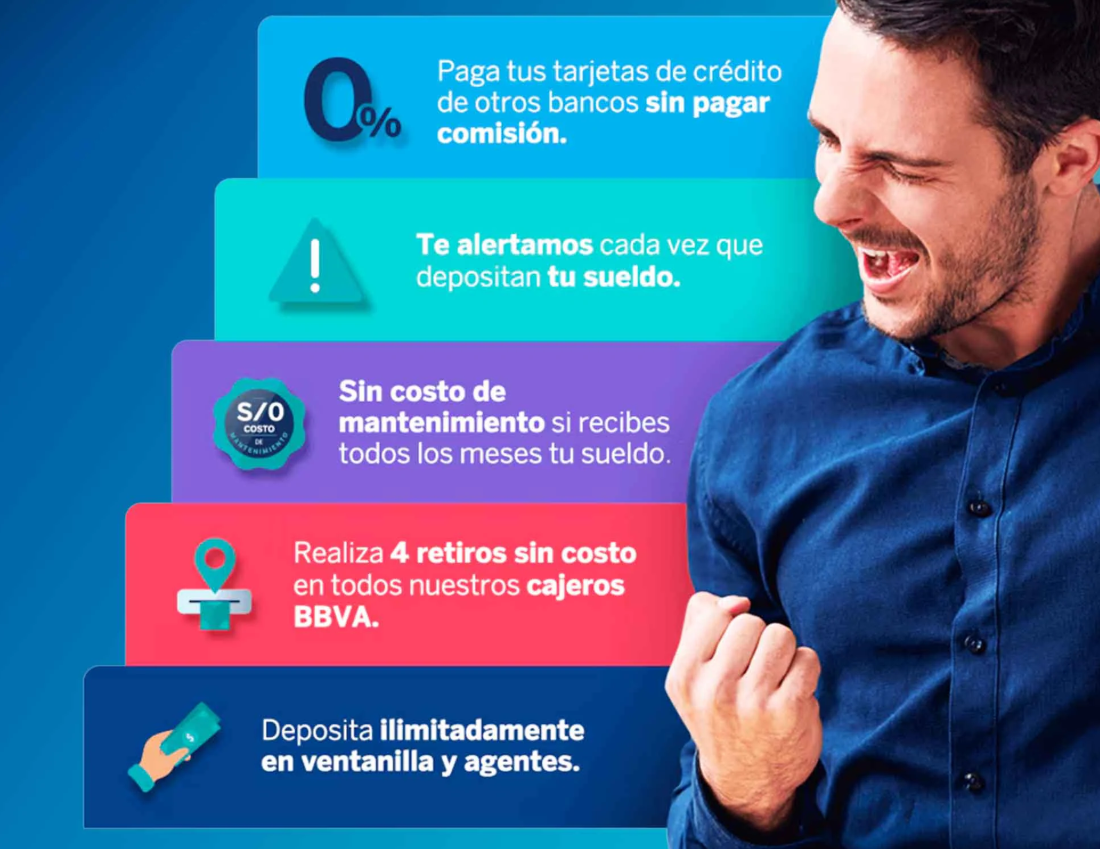 0%
Paga tus tarjetas de crédito
de otros bancos sin pagar
comisión.
!
Te alertamos cada vez que
depositan tu sueldo.
S/0
COSTO
DE
MANTENIMIENTO
Sin costo de
mantenimiento si recibes
todos los meses tu sueldo.
Realiza 4 retiros sin costo
en todos nuestros cajeros
BBVA.
$
Deposita ilimitadamente
en ventanilla y agentes.